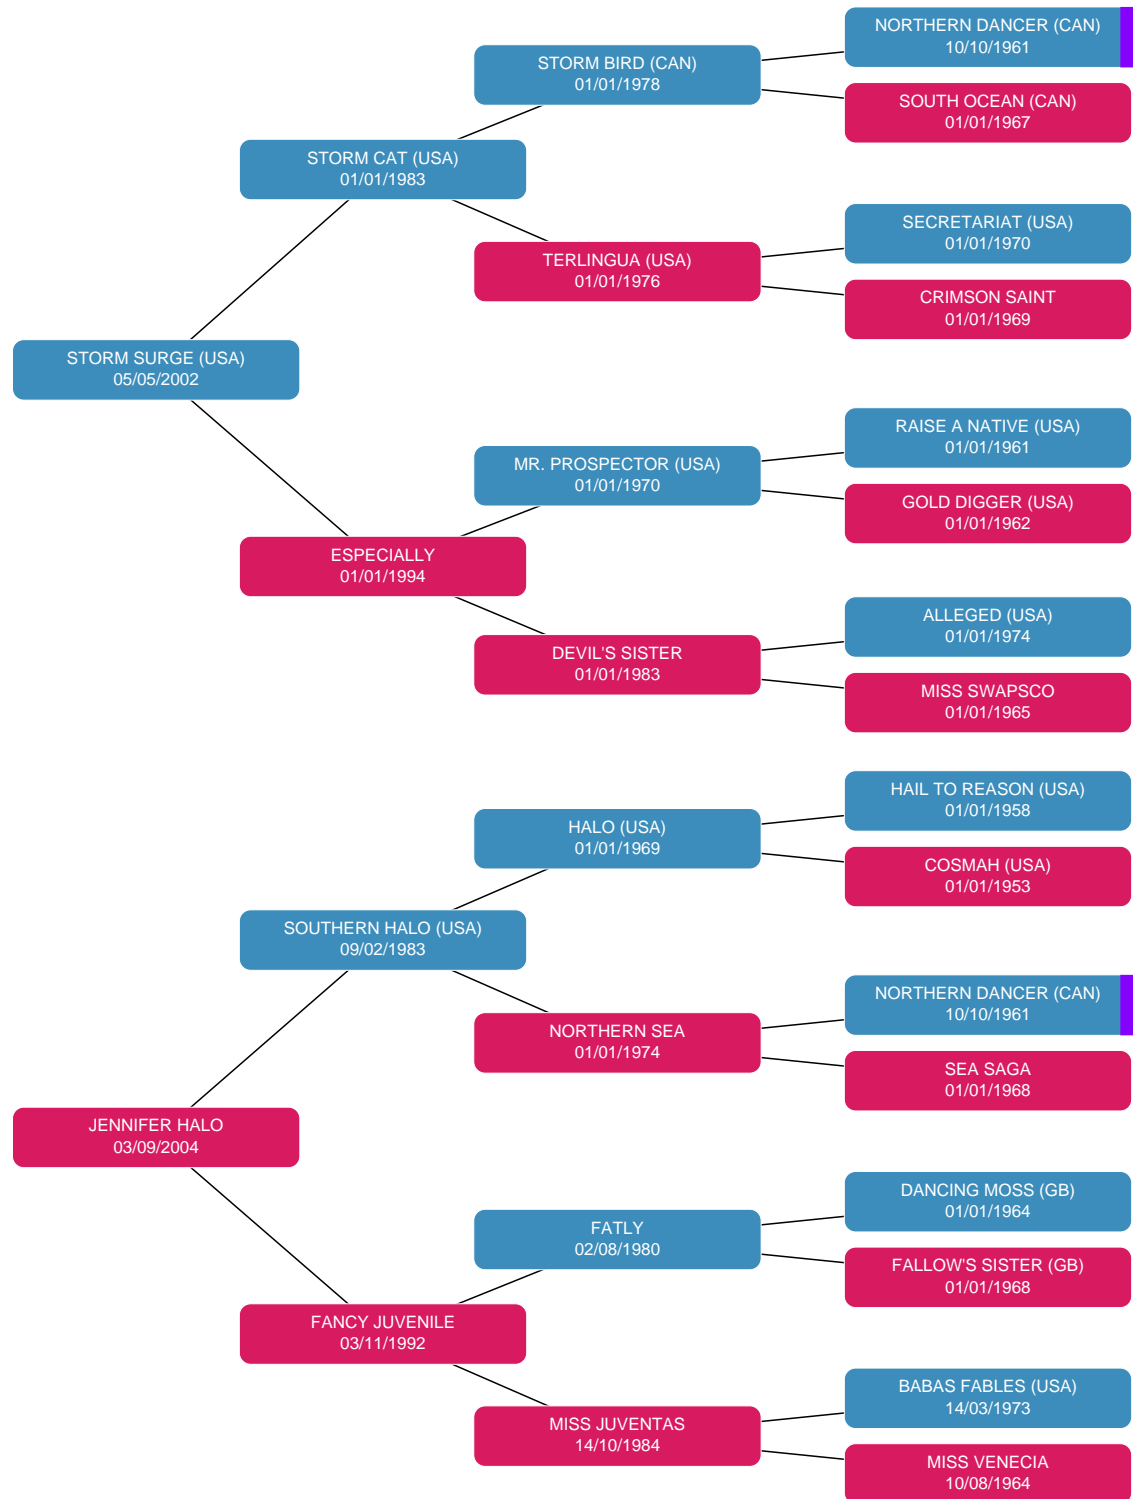 NORTHERN DANCER (CAN)
10/10/1961
STORM BIRD (CAN)
01/01/1978
SOUTH OCEAN (CAN)
01/01/1967
STORM CAT (USA)
01/01/1983
SECRETARIAT (USA)
01/01/1970
TERLINGUA (USA)
01/01/1976
CRIMSON SAINT
01/01/1969
STORM SURGE (USA)
05/05/2002
RAISE A NATIVE (USA)
01/01/1961
MR. PROSPECTOR (USA)
01/01/1970
GOLD DIGGER (USA)
01/01/1962
ESPECIALLY
01/01/1994
ALLEGED (USA)
01/01/1974
DEVIL'S SISTER
01/01/1983
MISS SWAPSCO
01/01/1965
HAIL TO REASON (USA)
01/01/1958
HALO (USA)
01/01/1969
COSMAH (USA)
01/01/1953
SOUTHERN HALO (USA)
09/02/1983
NORTHERN DANCER (CAN)
10/10/1961
NORTHERN SEA
01/01/1974
SEA SAGA
01/01/1968
JENNIFER HALO
03/09/2004
DANCING MOSS (GB)
01/01/1964
FATLY
02/08/1980
FALLOW'S SISTER (GB)
01/01/1968
FANCY JUVENILE
03/11/1992
BABAS FABLES (USA)
14/03/1973
MISS JUVENTAS
14/10/1984
MISS VENECIA
10/08/1964